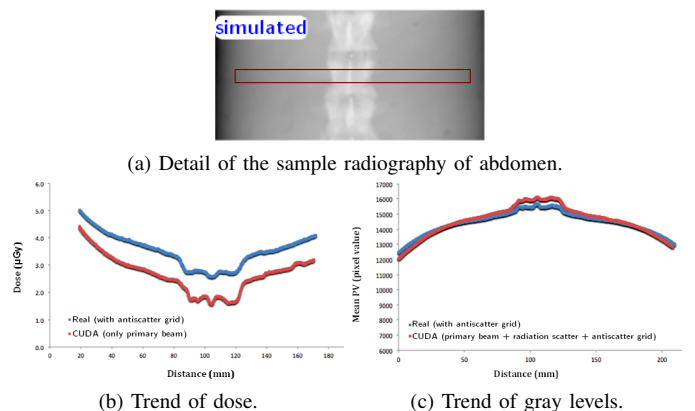 simulated
(a) Detail of the sample radiography of abdomen.
6.0
5.0
4.0
3.0
2.0
1.0
0.0
Dose (μGy)
Real (with antiscatter grid)
CUDA (only primary beam)
0 20 40 60 80 100 120 140 160 180
Distance (mm)
(b) Trend of dose.
17000
16000
15000
14000
13000
12000
11000
10000
9000
8000
7000
6000
Mean PV (pixel value)
Real (with antiscatter grid)
CUDA (primary beam + radiation scatter + antiscatter grid)
0 50 100 150 200
Distance (mm)
(c) Trend of gray levels.